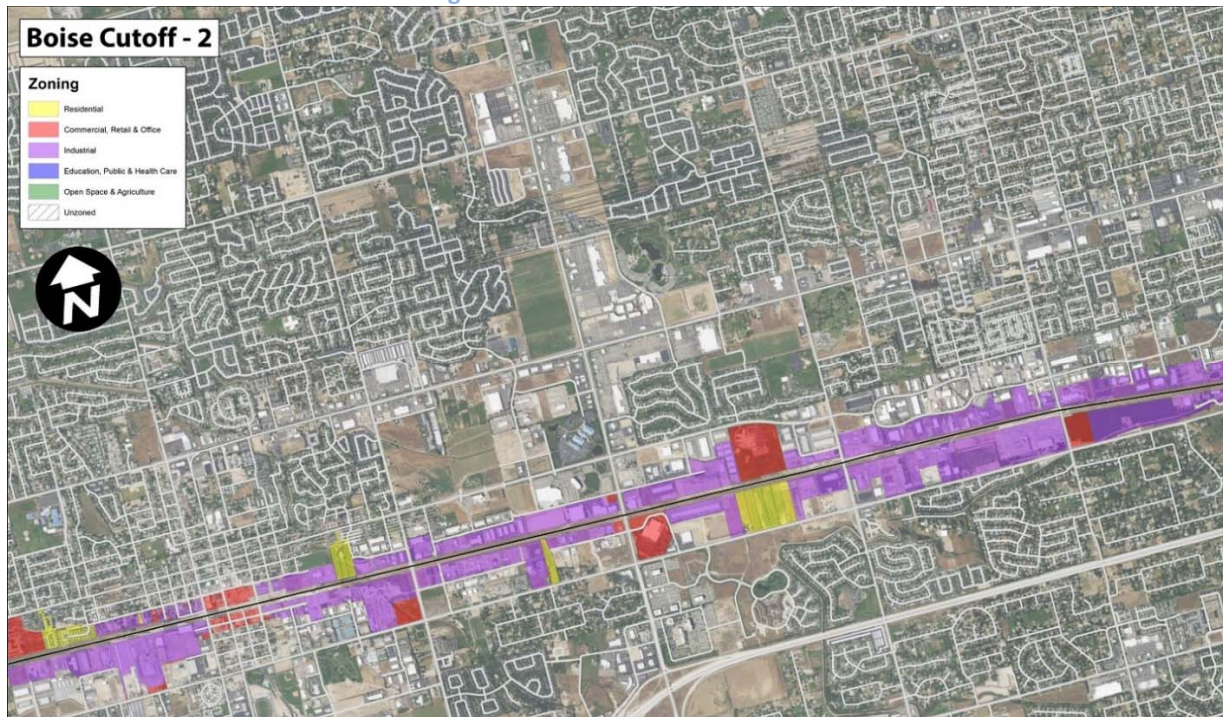 Boise Cutoff - 2
Zoning
Residential
Commercial, Retail & Office
Industrial
Education, Public & Health Care
Open Space & Agriculture
Unzoned
N